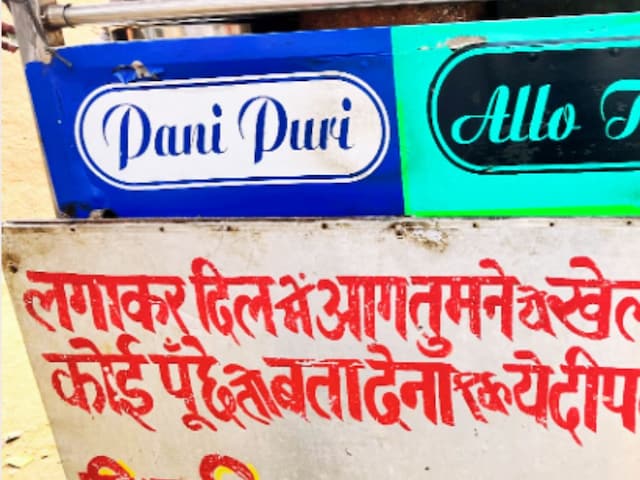 Pani Puri
Allo T
लगाकर दिल में आग तुमने ये खेल
कोई पूँछे तो बता देना कि ये दीप